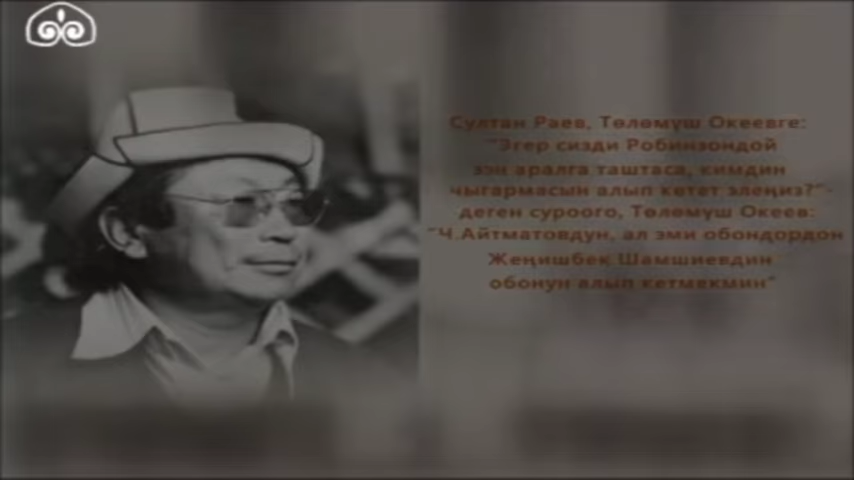 Султан Раев, Төлөмүш Океевге:
"Эгер сизди Робинзондой
ээн аралга таштаса, кимдин
чыгармасын алып кетет элеңиз?"-
деген суроого, Төлөмүш Океев:
"Ч.Айтматовдун, ал эми обондордон
Жеңишбек Шамшиевдин
обонун алып кетмекмин"